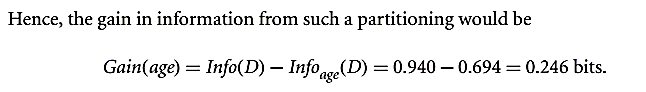 Hence, the gain in information from such a partitioning would be
Gain(age) = Info(D) − Info_age(D) = 0.940 − 0.694 = 0.246 bits.